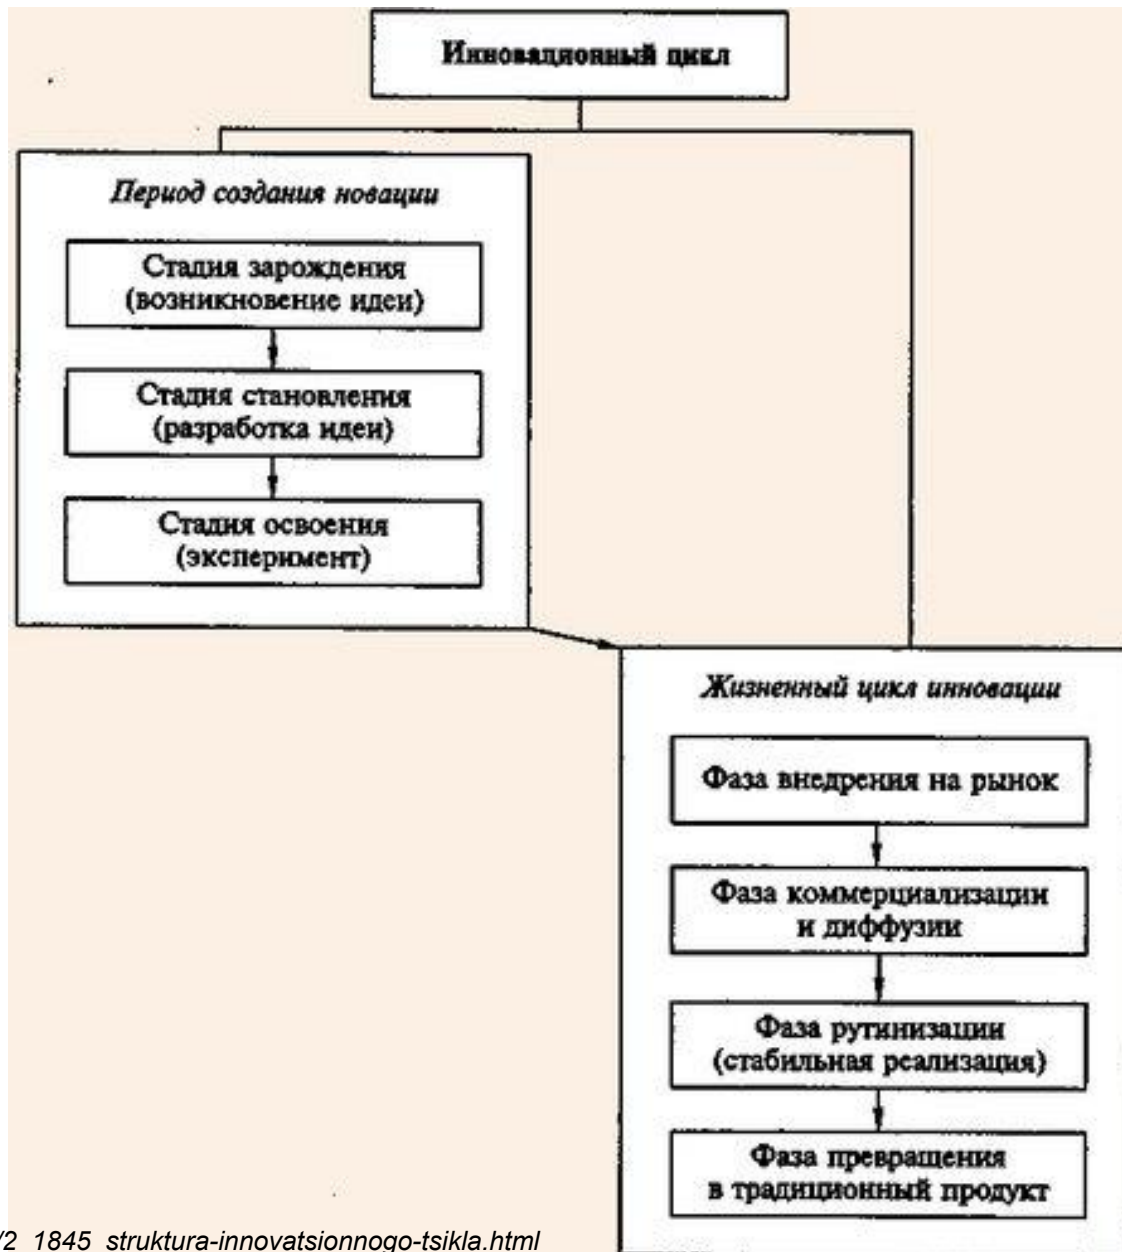 Инновационный цикл
Период создания новации
Стадия зарождения
(возникновение идеи)
Стадия становления
(разработка идеи)
Стадия освоения
(эксперимент)
Жизненный цикл инновации
Фаза внедрения на рынок
Фаза коммерциализации
и диффузии
Фаза рутинизации
(стабильная реализация)
Фаза превращения
в традиционный продукт
/2_1845_struktura-innovatsionnogo-tsikla.html